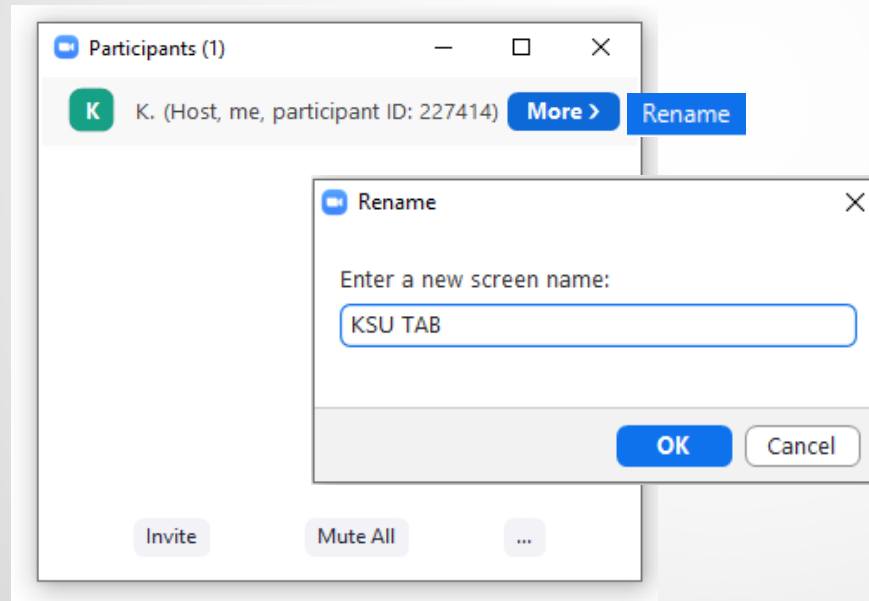 Participants (1)
K K. (Host, me, participant ID: 227414) More > Rename
Rename
Enter a new screen name:
KSU TAB
OK Cancel
Invite Mute All ...